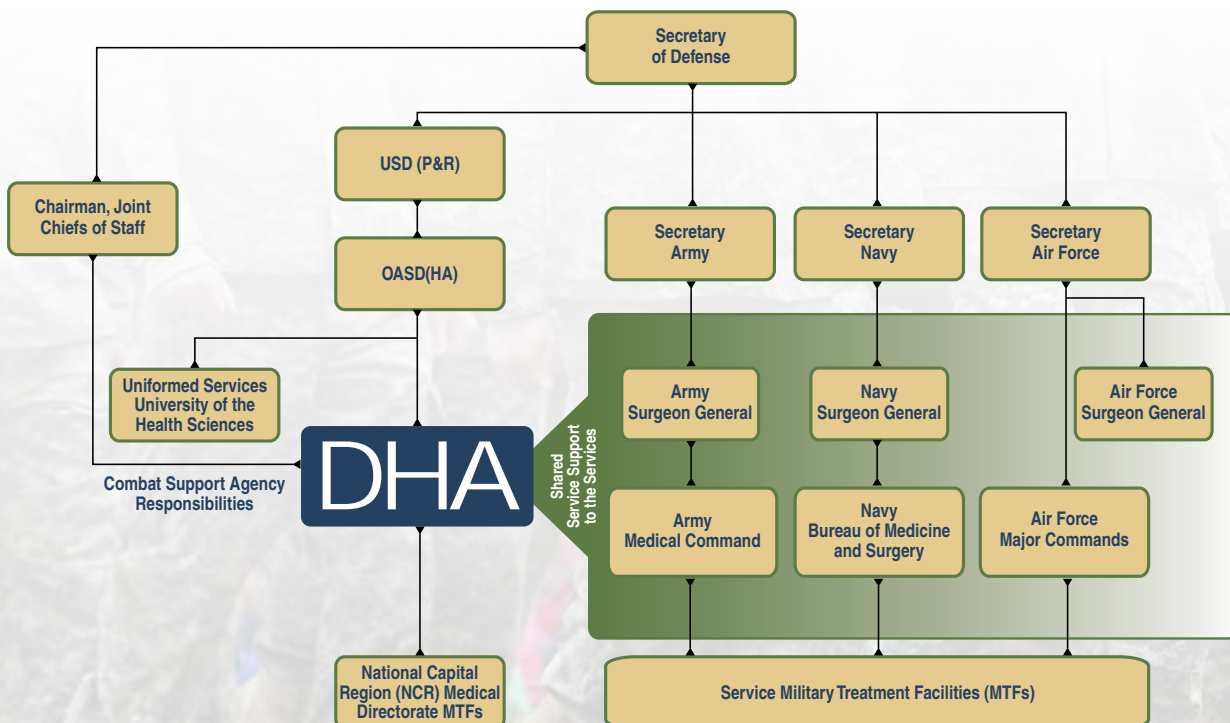 Secretary
of Defense
USD (P&R)
Chairman, Joint
Chiefs of Staff
OASD(HA)
Secretary
Army
Secretary
Navy
Secretary
Air Force
Uniformed Services
University of the
Health Sciences
Army
Surgeon General
Navy
Surgeon General
Air Force
Surgeon General
DHA
Combat Support Agency
Responsibilities
Shared
Service Support
to the Services
Army
Medical Command
Navy
Bureau of Medicine
and Surgery
Air Force
Major Commands
National Capital
Region (NCR) Medical
Directorate MTFs
Service Military Treatment Facilities (MTFs)